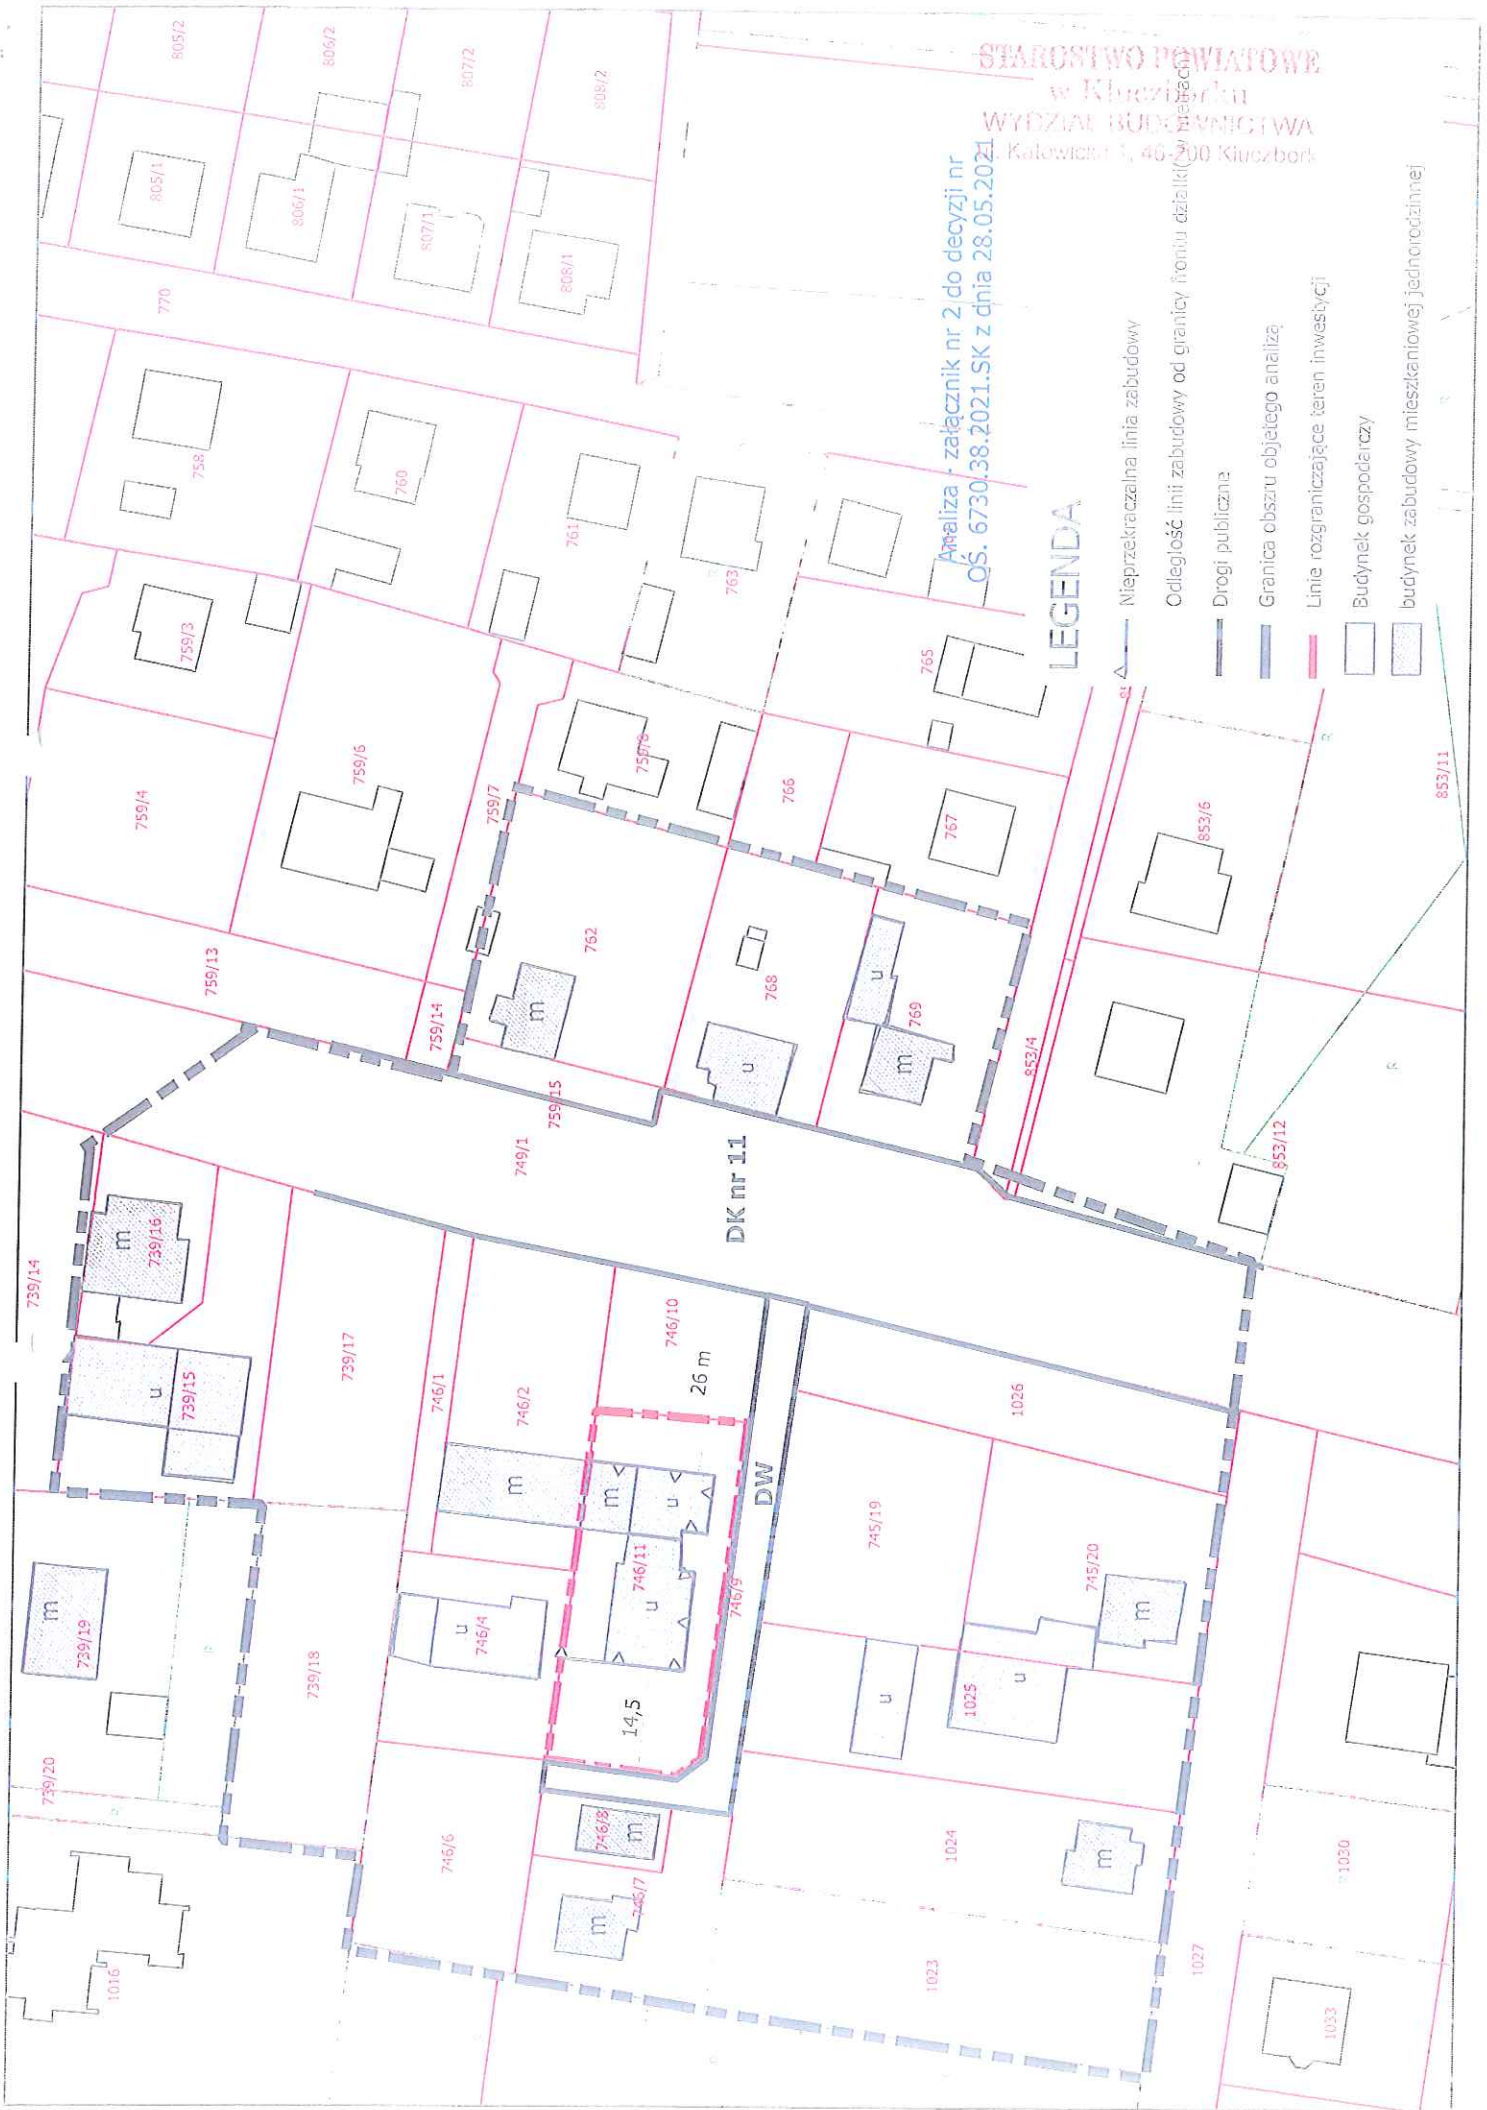 STAROSTWO POWIATOWE
w Kluczborku
WYDZIAŁ BUDOWNICTWA
Katowicka 1, 46-200 Kluczbork
Analiza - załącznik nr 2 do decyzji nr
OŚ. 6730.38.2021.SK z dnia 28.05.2021
LEGENDA
Nieprzekraczalna linia zabudowy
Odległość linii zabudowy od granicy frontu działki(w metrach)
Drogi publiczne
Granica obszru objętego analizą
Linie rozgraniczające teren inwestycji
Budynek gospodarczy
budynek zabudowy mieszkaniowej jednorodzinnej
739/14
739/16
m
739/15
u
739/17
739/19
m
739/20
739/18
1016
746/1
746/2
m
746/10
26 m
m
u
746/11
u
746/9
746/4
u
14,5
746/6
746/8
m
746/7
m
DW
DK nr 11
749/1
759/15
759/14
759/13
759/4
759/6
759/7
759/3
759/8
762
m
768
u
769
u
m
766
767
765
763
761
760
758
770
805/2
806/2
807/2
808/2
805/1
806/1
807/1
808/1
853/4
853/6
853/11
853/12
1026
745/19
745/20
m
u
1025
u
1024
m
1023
1027
1030
1033